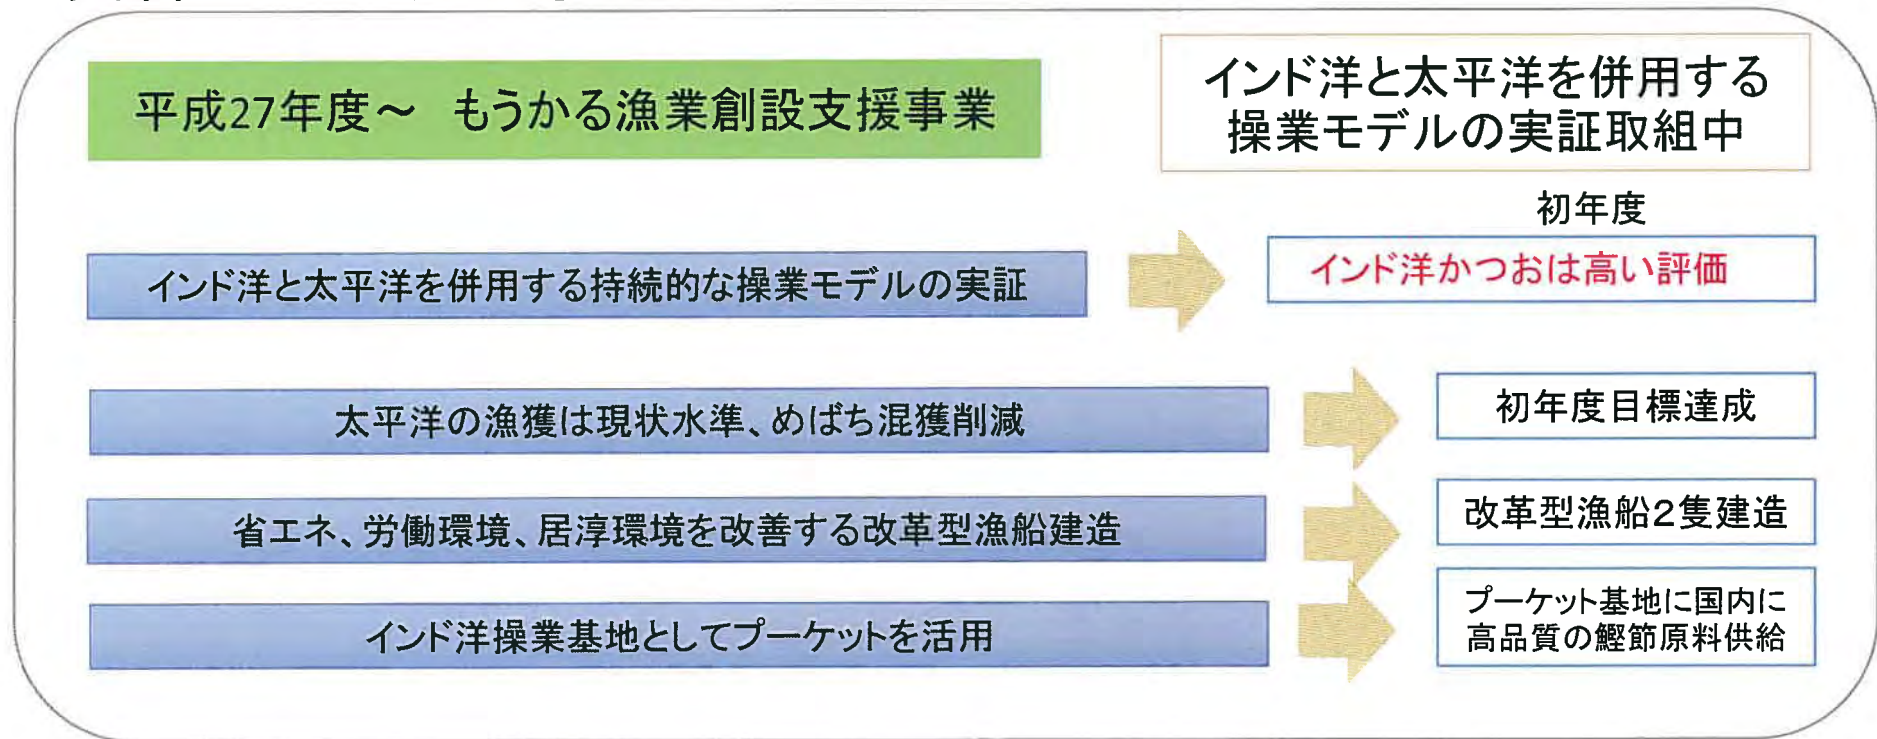 平成27年度～ もうかる漁業創設支援事業
インド洋と太平洋を併用する
操業モデルの実証取組中
初年度
インド洋と太平洋を併用する持続的な操業モデルの実証
インド洋かつおは高い評価
太平洋の漁獲は現状水準、めばち混獲削減
初年度目標達成
省エネ、労働環境、居淳環境を改善する改革型漁船建造
改革型漁船２隻建造
インド洋操業基地としてプーケットを活用
プーケット基地に国内に
高品質の鰹節原料供給